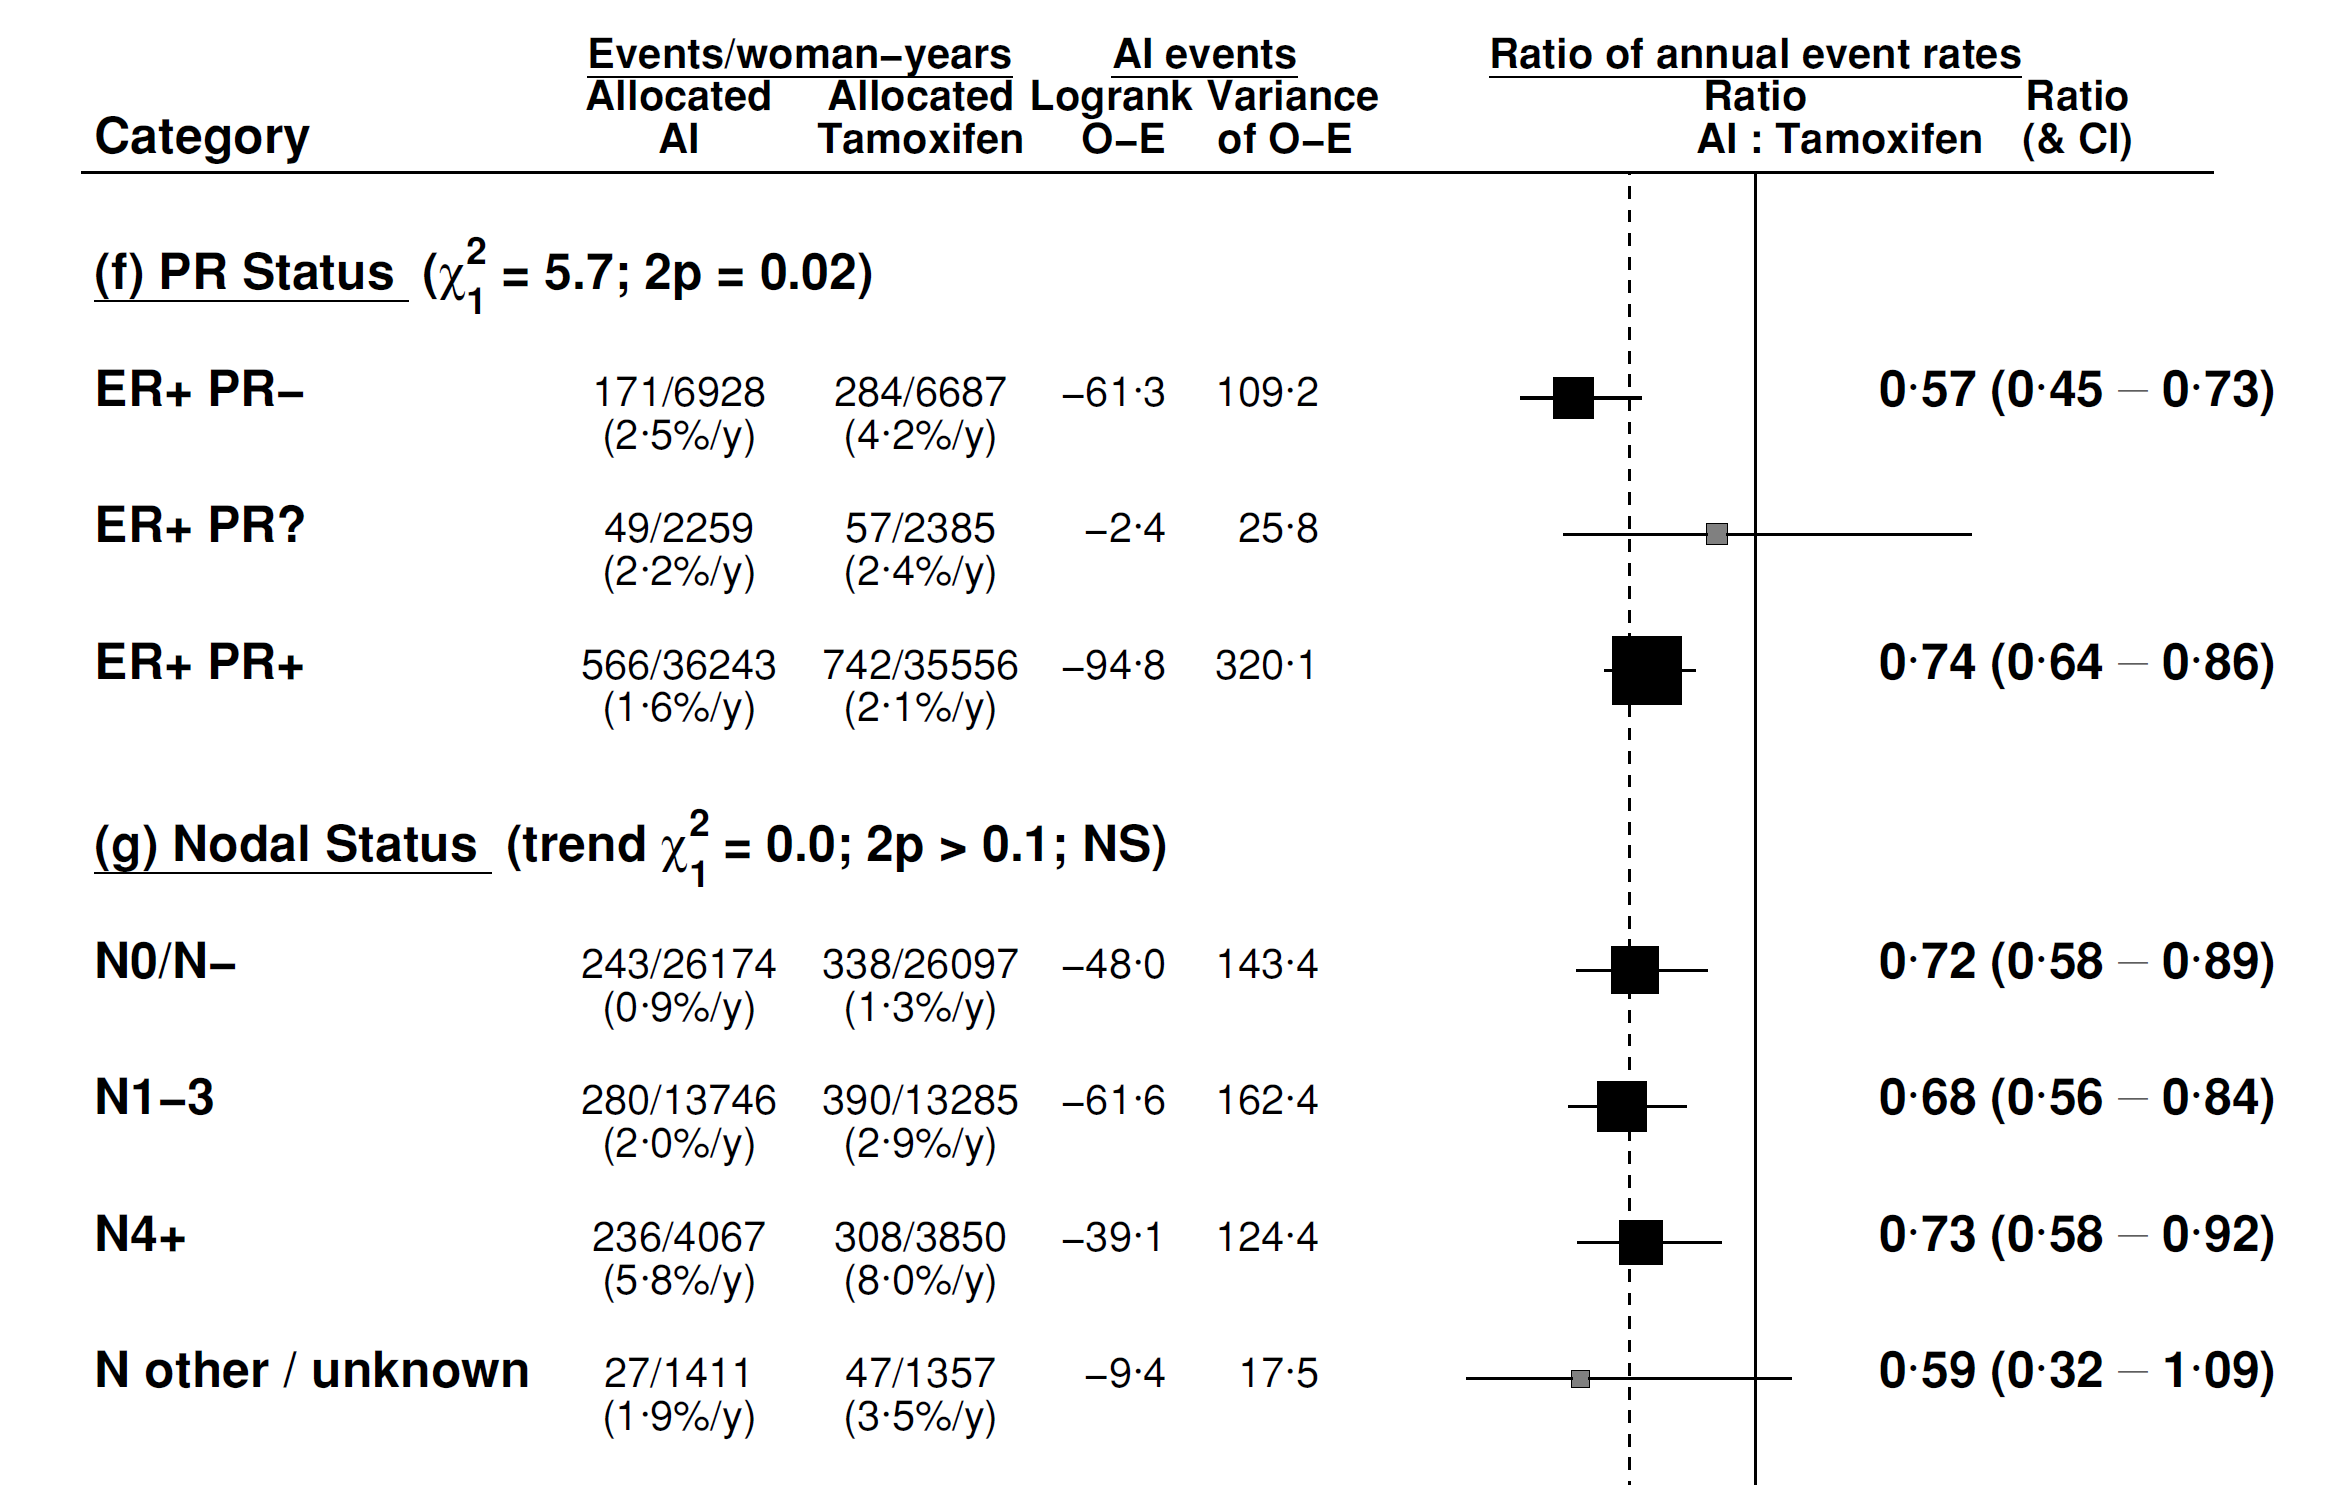 Events/woman–years AI events Ratio of annual event rates
Allocated Allocated Logrank Variance Ratio Ratio
Category AI Tamoxifen O–E of O–E AI : Tamoxifen (& CI)
(f) PR Status (χ²₁ = 5.7; 2p = 0.02)
ER+ PR– 171/6928 284/6687 –61·3 109·2 0·57 (0·45 – 0·73)
(2·5%/y) (4·2%/y)
ER+ PR? 49/2259 57/2385 –2·4 25·8
(2·2%/y) (2·4%/y)
ER+ PR+ 566/36243 742/35556 –94·8 320·1 0·74 (0·64 – 0·86)
(1·6%/y) (2·1%/y)
(g) Nodal Status (trend χ²₁ = 0.0; 2p > 0.1; NS)
N0/N– 243/26174 338/26097 –48·0 143·4 0·72 (0·58 – 0·89)
(0·9%/y) (1·3%/y)
N1–3 280/13746 390/13285 –61·6 162·4 0·68 (0·56 – 0·84)
(2·0%/y) (2·9%/y)
N4+ 236/4067 308/3850 –39·1 124·4 0·73 (0·58 – 0·92)
(5·8%/y) (8·0%/y)
N other / unknown 27/1411 47/1357 –9·4 17·5 0·59 (0·32 – 1·09)
(1·9%/y) (3·5%/y)